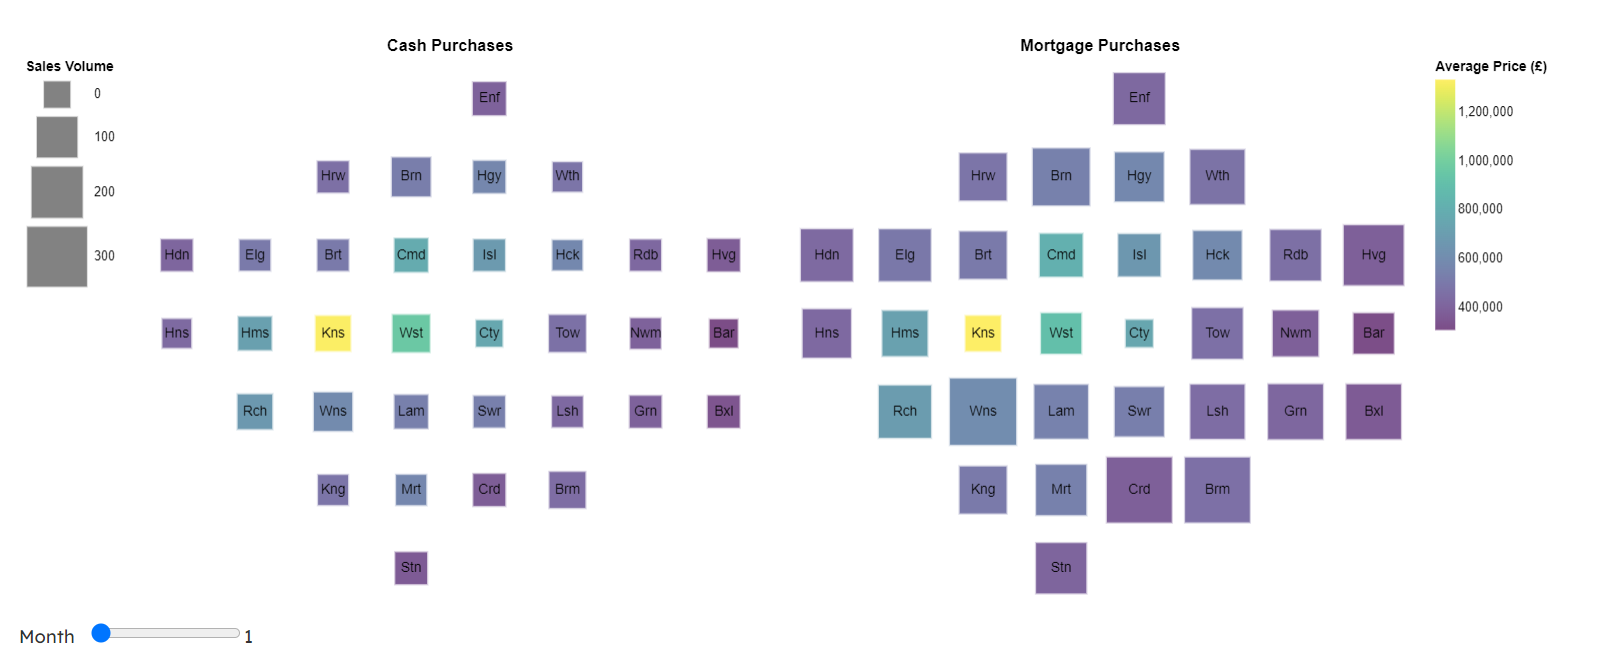 Cash Purchases
Mortgage Purchases
Sales Volume
0
100
200
300
Enf
Hrw Brn Hgy Wth
Hdn Elg Brt Cmd Isl Hck Rdb Hvg
Hns Hms Kns Wst Cty Tow Nwm Bar
Rch Wns Lam Swr Lsh Grn Bxl
Kng Mrt Crd Brm
Stn
Enf
Hrw Brn Hgy Wth
Hdn Elg Brt Cmd Isl Hck Rdb Hvg
Hns Hms Kns Wst Cty Tow Nwm Bar
Rch Wns Lam Swr Lsh Grn Bxl
Kng Mrt Crd Brm
Stn
Average Price (£)
1,200,000
1,000,000
800,000
600,000
400,000
Month 1